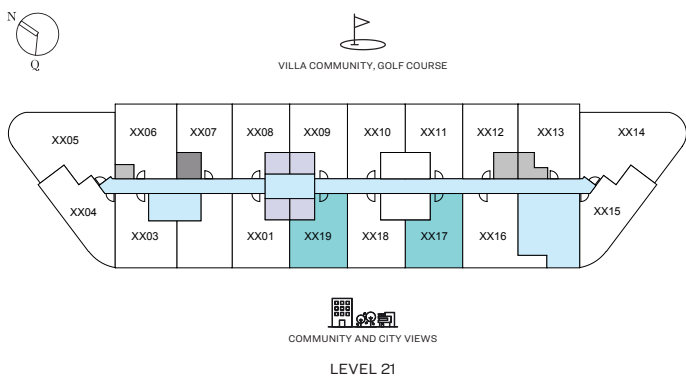 N
Q
VILLA COMMUNITY, GOLF COURSE
XX05
XX06
XX07
XX08
XX09
XX10
XX11
XX12
XX13
XX14
XX04
XX03
XX01
XX19
XX18
XX17
XX16
XX15
COMMUNITY AND CITY VIEWS
LEVEL 21